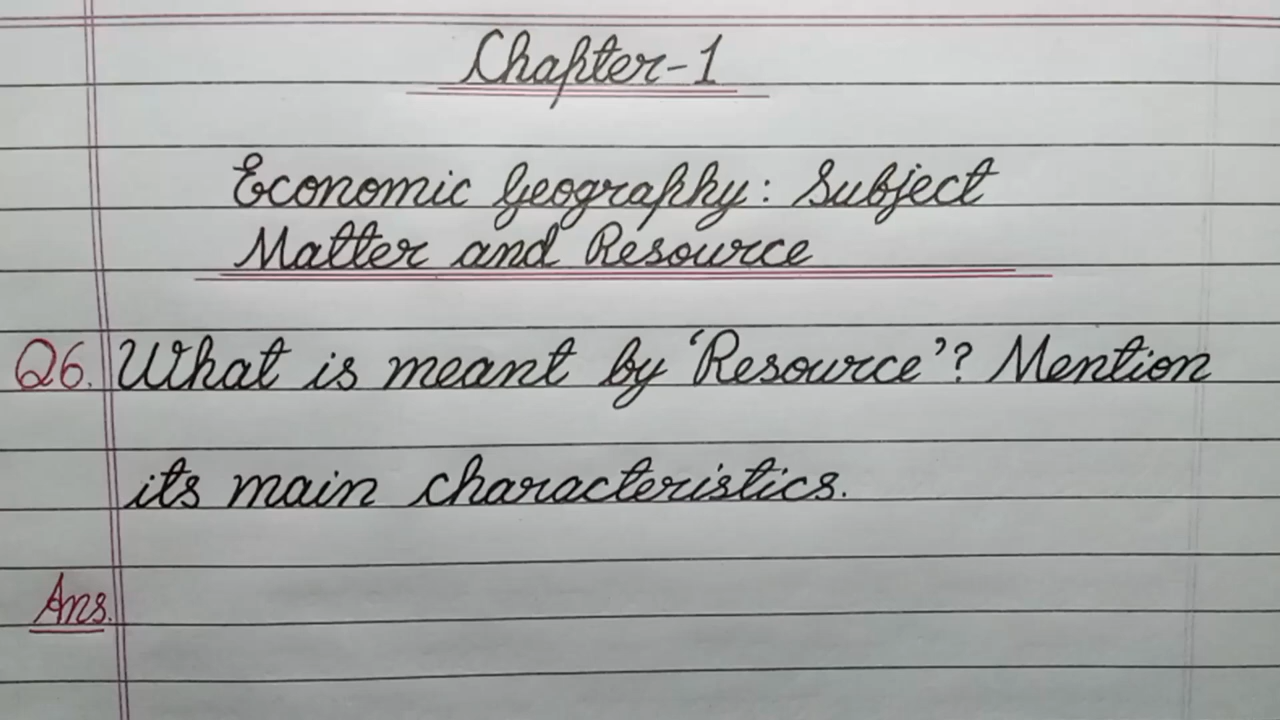 Chapter-1
Economic Geography: Subject
Matter and Resource
Q6. What is meant by 'Resource'? Mention
its main characteristics.
Ans.